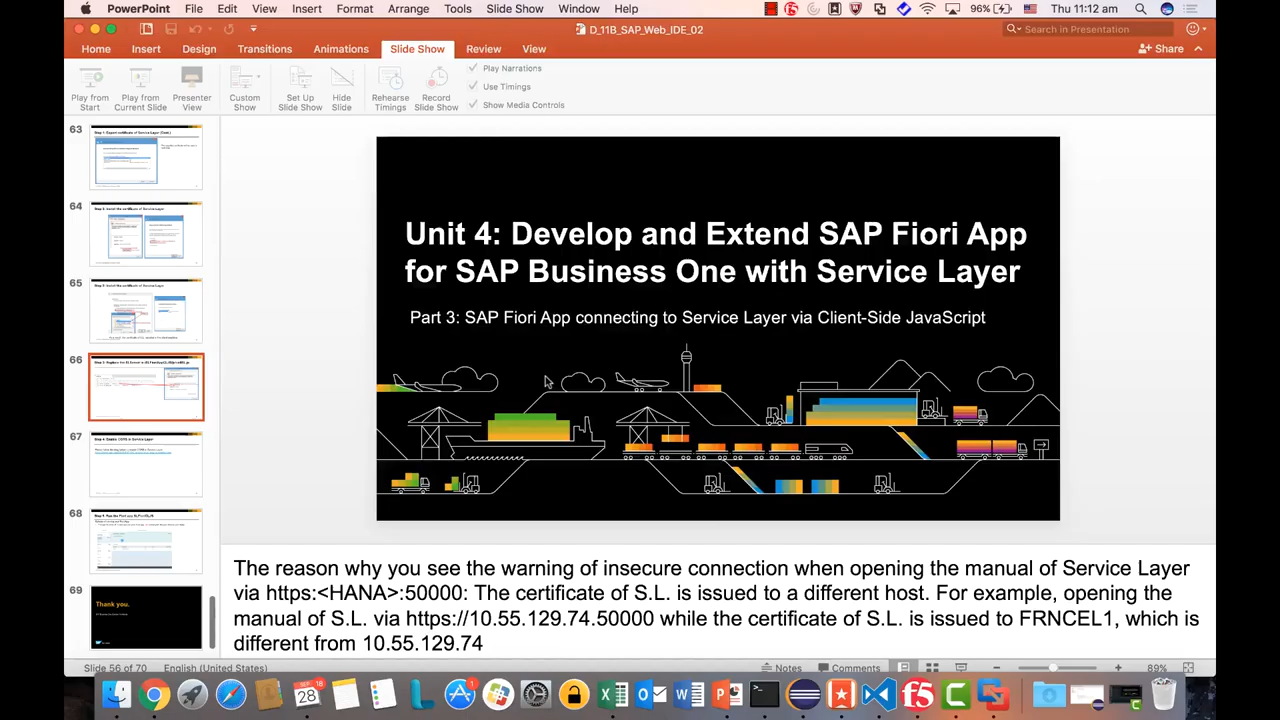 PowerPoint File Edit View Insert Format Arrange Tools Slide Show Window Help 96% Thu 11:12 am
D_11B_SAP_Web_IDE_02
Search in Presentation
Home Insert Design Transitions Animations Slide Show Review View Share
Play from Start
Play from Current Slide
Presenter View
Custom Show
Set Up Slide Show
Hide Slide
Rehearse Timings
Record Slide Show
Play Narrations
Use Timings
Show Media Controls
63
64
65
66
67
68
69
Thank you.
Unit 4: Develop and Extend SAP Fiori App
for SAP Business One with Service Layer
Part 3: SAP Fiori App connecting to Service Layer via Client-Side JavaScript
The reason why you see the warning of insecure connection when opening the manual of Service Layer
via https:<HANA>:50000: The certificate of S.L. is issued to a different host. For example, opening the
manual of S.L. via https://10.55.129.74.50000 while the certificate of S.L. is issued to FRNCEL1, which is
different from 10.55.129.74
Slide 56 of 70 English (United States) Notes Comments 89%
SEP 18
28
1